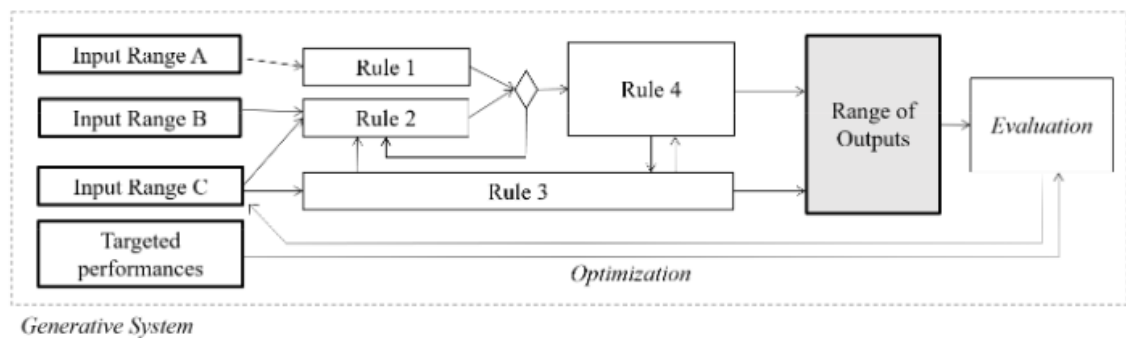 Input Range A
Rule 1
Rule 4
Range of
Outputs
Evaluation
Input Range B
Rule 2
Input Range C
Rule 3
Targeted
performances
Optimization
Generative System